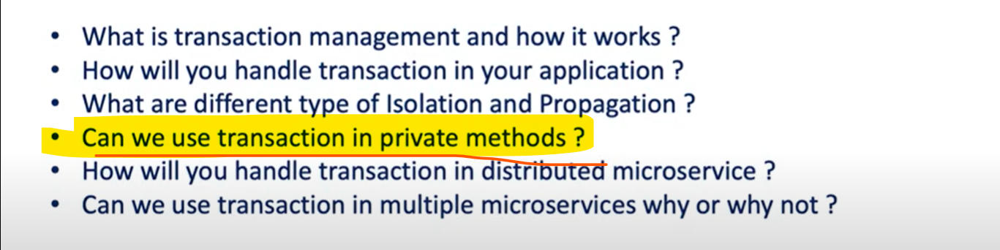 • What is transaction management and how it works ?
• How will you handle transaction in your application ?
• What are different type of Isolation and Propagation ?
• Can we use transaction in private methods ?
• How will you handle transaction in distributed microservice ?
• Can we use transaction in multiple microservices why or why not ?